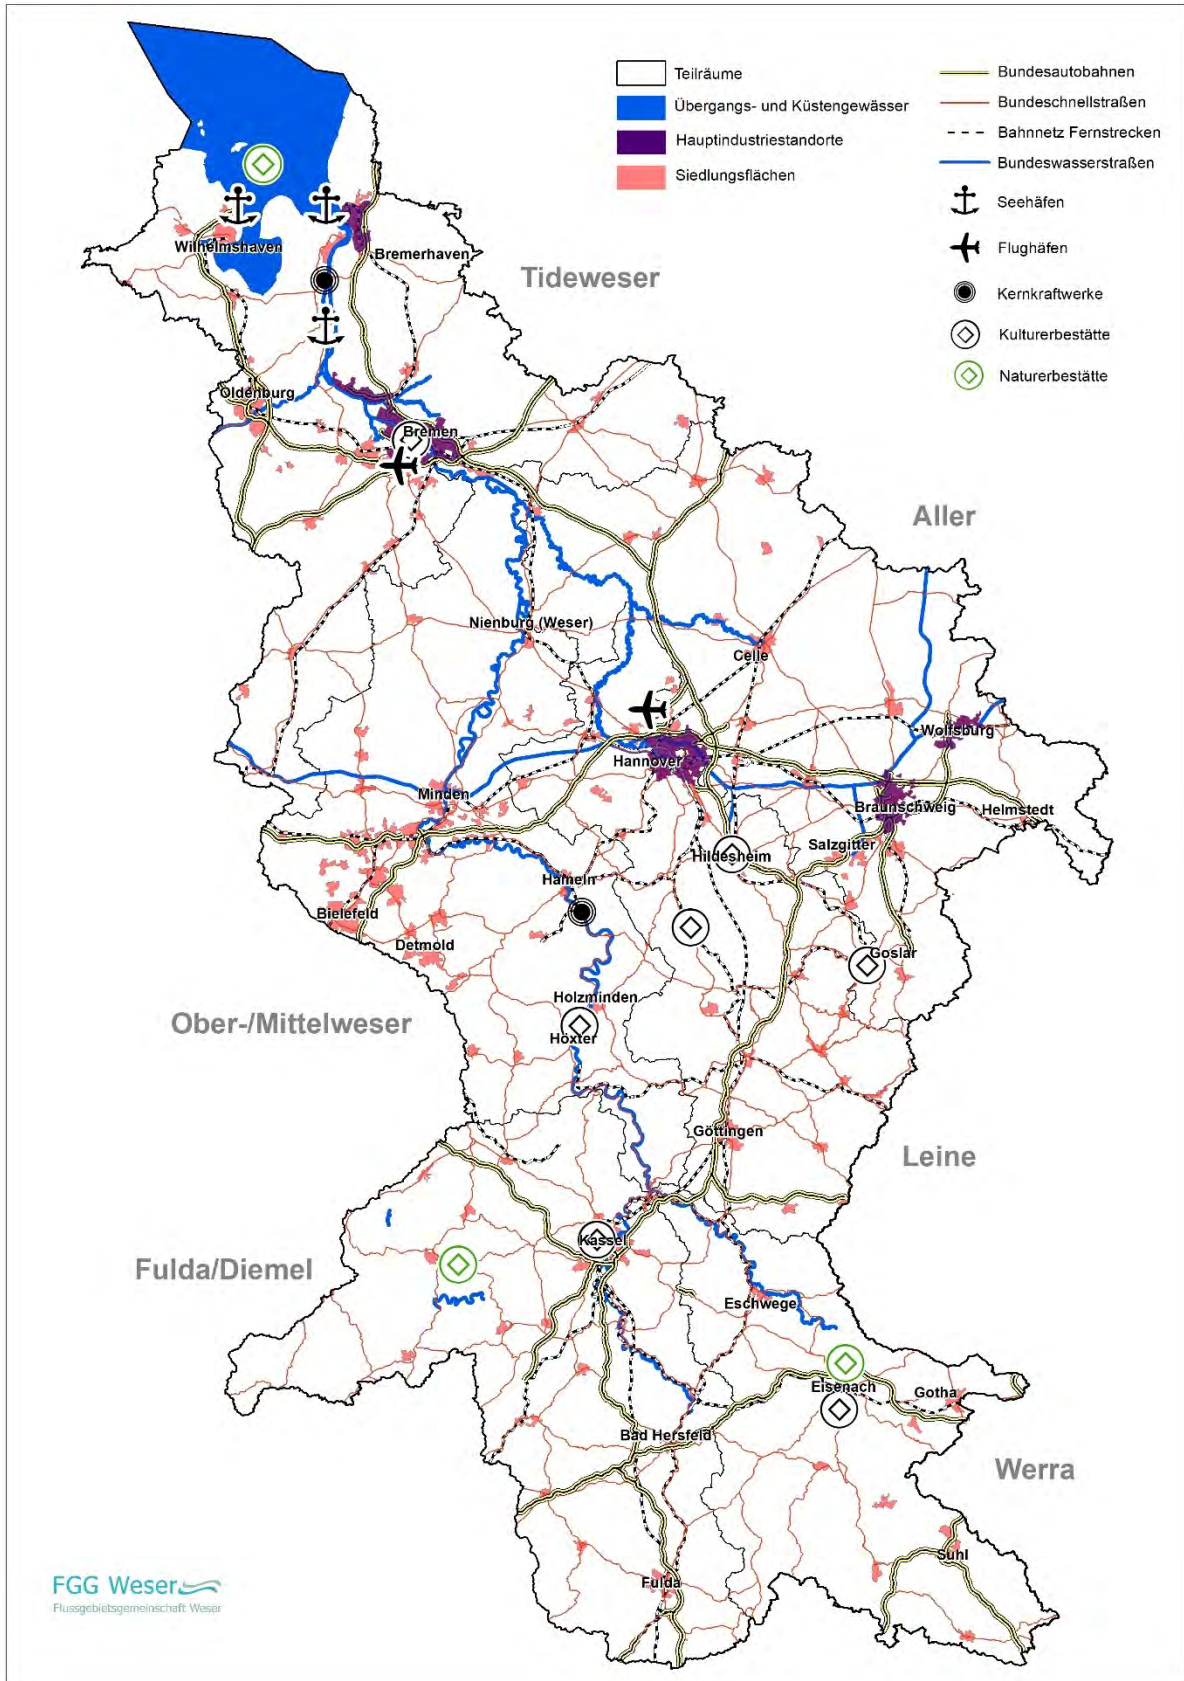 Teilräume
Übergangs- und Küstengewässer
Hauptindustriestandorte
Siedlungsflächen
Bundesautobahnen
Bundeschnellstraßen
Bahnnetz Fernstrecken
Bundeswasserstraßen
Seehäfen
Flughäfen
Kernkraftwerke
Kulturerbestätte
Naturerbestätte
Wilhelmshaven
Bremerhaven
Tideweser
Oldenburg
Bremen
Aller
Nienburg (Weser)
Celle
Wolfsburg
Hannover
Minden
Braunschweig
Helmstedt
Salzgitter
Hildesheim
Hameln
Bielefeld
Detmold
Goslar
Holzminden
Ober-/Mittelweser
Höxter
Göttingen
Leine
Kassel
Fulda/Diemel
Eschwege
Eisenach
Gotha
Bad Hersfeld
Werra
Suhl
Fulda
FGG Weser
Flussgebietsgemeinschaft Weser